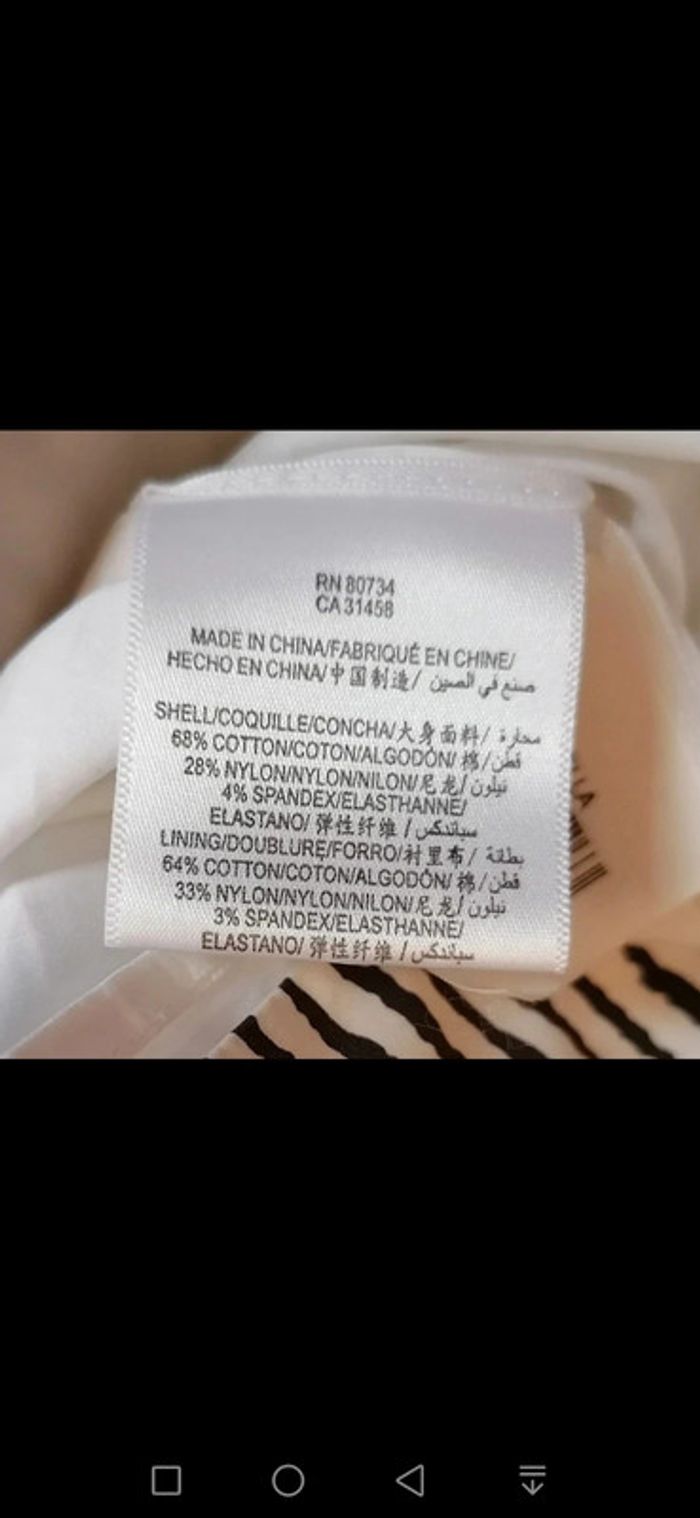 RN 80734
CA 31458
MADE IN CHINA/FABRIQUÉ EN CHINE/
HECHO EN CHINA/中国制造/ صنع في الصين
SHELL/COQUILLE/CONCHA/大身面料/ محارة
68% COTTON/COTON/ALGODÓN/ 棉/ قطن
28% NYLON/NYLON/NILON/尼龙/ نيلون
4% SPANDEX/ELASTHANNE/
ELASTANO/ 弹性纤维 / سباندكس
LINING/DOUBLURE/FORRO/衬里布/ بطانة
64% COTTON/COTON/ALGODÓN/ 棉/ قطن
33% NYLON/NYLON/NILON/尼龙/ نيلون
3% SPANDEX/ELASTHANNE/
ELASTANO/ 弹性纤维 / سباندكس